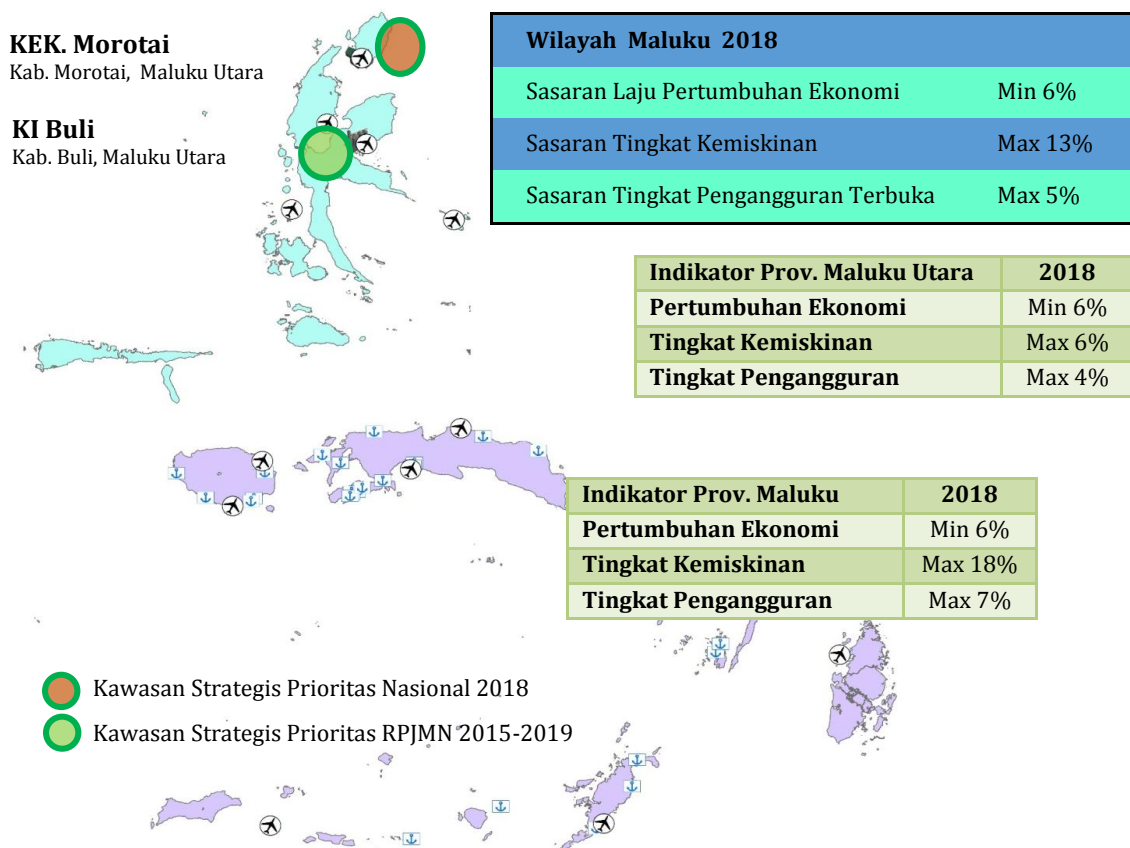 KEK. Morotai
Kab. Morotai, Maluku Utara
KI Buli
Kab. Buli, Maluku Utara
Wilayah Maluku 2018
Sasaran Laju Pertumbuhan Ekonomi Min 6%
Sasaran Tingkat Kemiskinan Max 13%
Sasaran Tingkat Pengangguran Terbuka Max 5%
Indikator Prov. Maluku Utara 2018
Pertumbuhan Ekonomi Min 6%
Tingkat Kemiskinan Max 6%
Tingkat Pengangguran Max 4%
Indikator Prov. Maluku 2018
Pertumbuhan Ekonomi Min 6%
Tingkat Kemiskinan Max 18%
Tingkat Pengangguran Max 7%
Kawasan Strategis Prioritas Nasional 2018
Kawasan Strategis Prioritas RPJMN 2015-2019